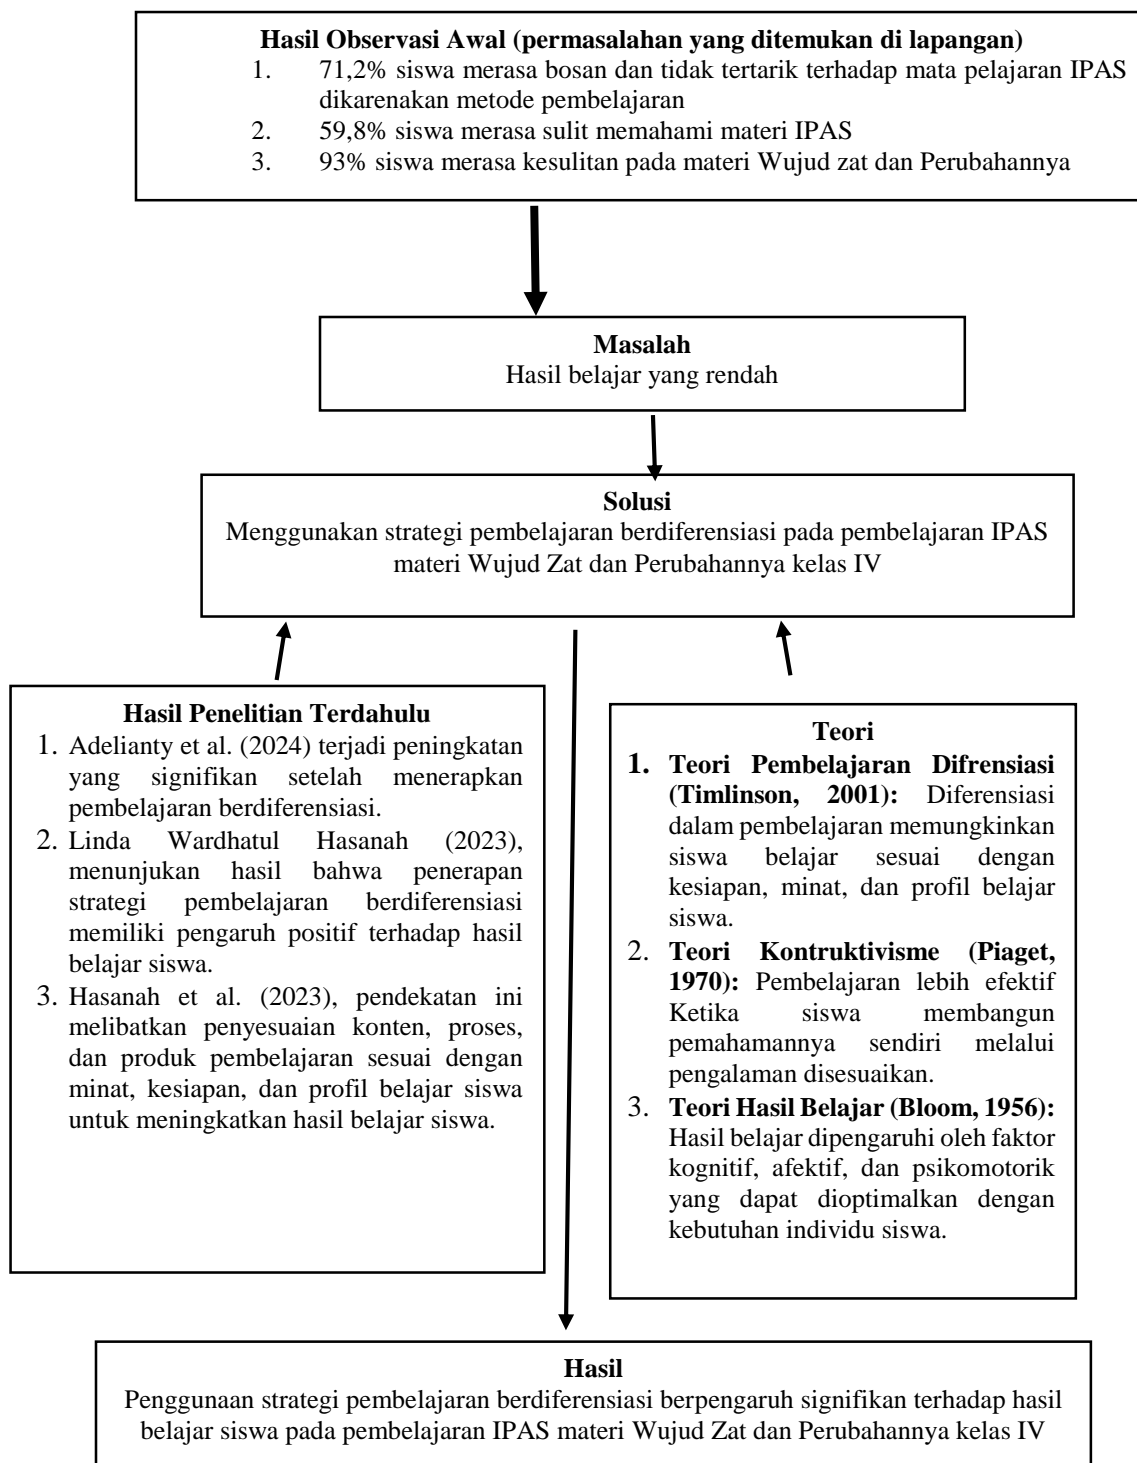 Hasil Observasi Awal (permasalahan yang ditemukan di lapangan)
1. 71,2% siswa merasa bosan dan tidak tertarik terhadap mata pelajaran IPAS
dikarenakan metode pembelajaran
2. 59,8% siswa merasa sulit memahami materi IPAS
3. 93% siswa merasa kesulitan pada materi Wujud zat dan Perubahannya
Masalah
Hasil belajar yang rendah
Solusi
Menggunakan strategi pembelajaran berdiferensiasi pada pembelajaran IPAS
materi Wujud Zat dan Perubahannya kelas IV
Hasil Penelitian Terdahulu
1. Adelianty et al. (2024) terjadi peningkatan
yang signifikan setelah menerapkan
pembelajaran berdiferensiasi.
2. Linda Wardhatul Hasanah (2023),
menunjukan hasil bahwa penerapan
strategi pembelajaran berdiferensiasi
memiliki pengaruh positif terhadap hasil
belajar siswa.
3. Hasanah et al. (2023), pendekatan ini
melibatkan penyesuaian konten, proses,
dan produk pembelajaran sesuai dengan
minat, kesiapan, dan profil belajar siswa
untuk meningkatkan hasil belajar siswa.
Teori
1. Teori Pembelajaran Difrensiasi
(Timlinson, 2001): Diferensiasi
dalam pembelajaran memungkinkan
siswa belajar sesuai dengan
kesiapan, minat, dan profil belajar
siswa.
2. Teori Kontruktivisme (Piaget,
1970): Pembelajaran lebih efektif
Ketika siswa membangun
pemahamannya sendiri melalui
pengalaman disesuaikan.
3. Teori Hasil Belajar (Bloom, 1956):
Hasil belajar dipengaruhi oleh faktor
kognitif, afektif, dan psikomotorik
yang dapat dioptimalkan dengan
kebutuhan individu siswa.
Hasil
Penggunaan strategi pembelajaran berdiferensiasi berpengaruh signifikan terhadap hasil
belajar siswa pada pembelajaran IPAS materi Wujud Zat dan Perubahannya kelas IV